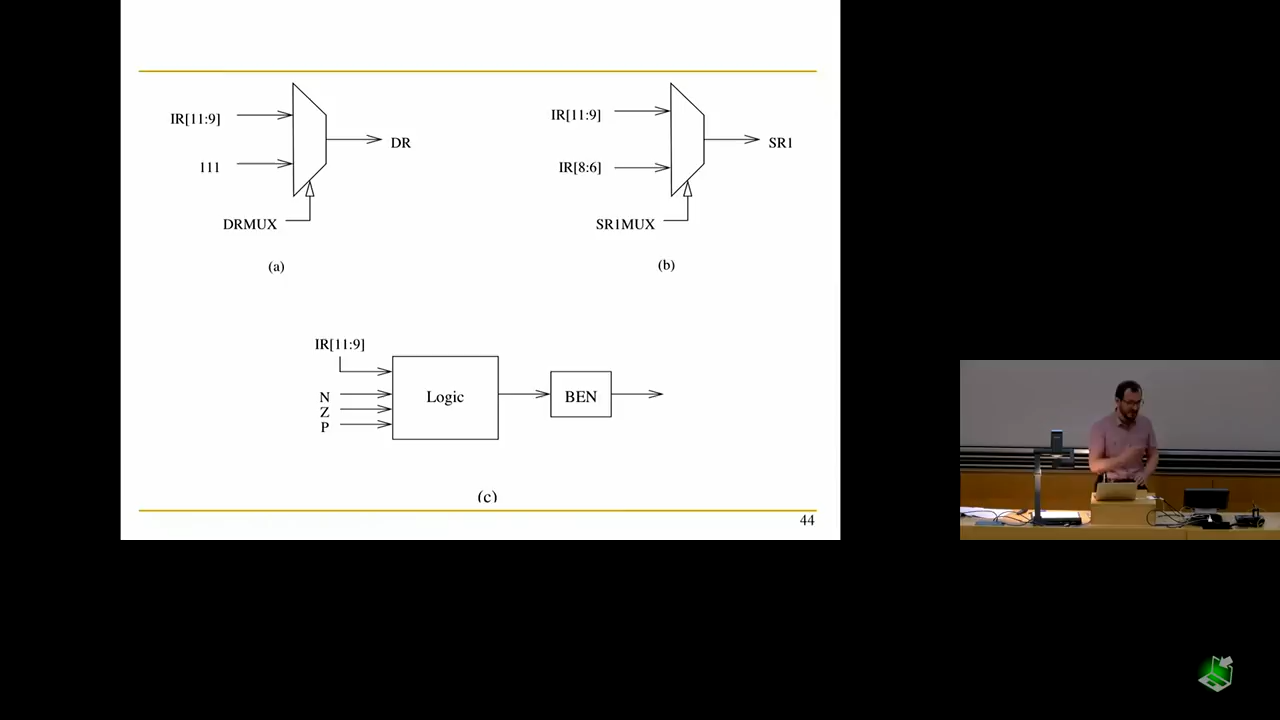 IR[11:9]
111
DR
DRMUX
(a)
IR[11:9]
IR[8:6]
SR1
SR1MUX
(b)
IR[11:9]
N
Z
P
Logic
BEN
(c)
44